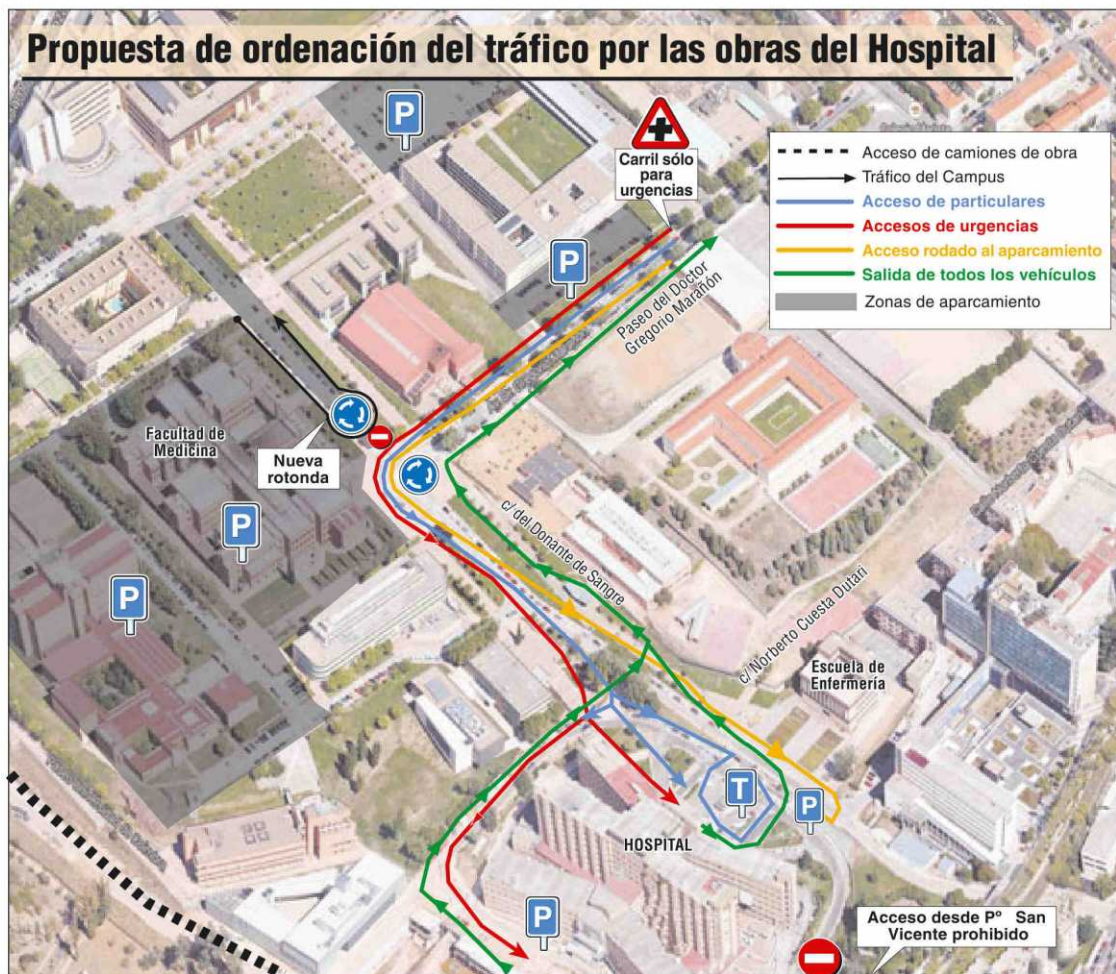 Propuesta de ordenación del tráfico por las obras del Hospital
P
Carril sólo
para
urgencias
Acceso de camiones de obra
Tráfico del Campus
Acceso de particulares
Accesos de urgencias
Acceso rodado al aparcamiento
Salida de todos los vehículos
Zonas de aparcamiento
P
Paseo del Doctor
Gregorio Marañón
Facultad de
Medicina
Nueva
rotonda
P
P
c/ del Donante de Sangre
c/ Norberto Cuesta Dutari
Escuela de
Enfermería
T
P
HOSPITAL
P
Acceso desde Pº San
Vicente prohibido